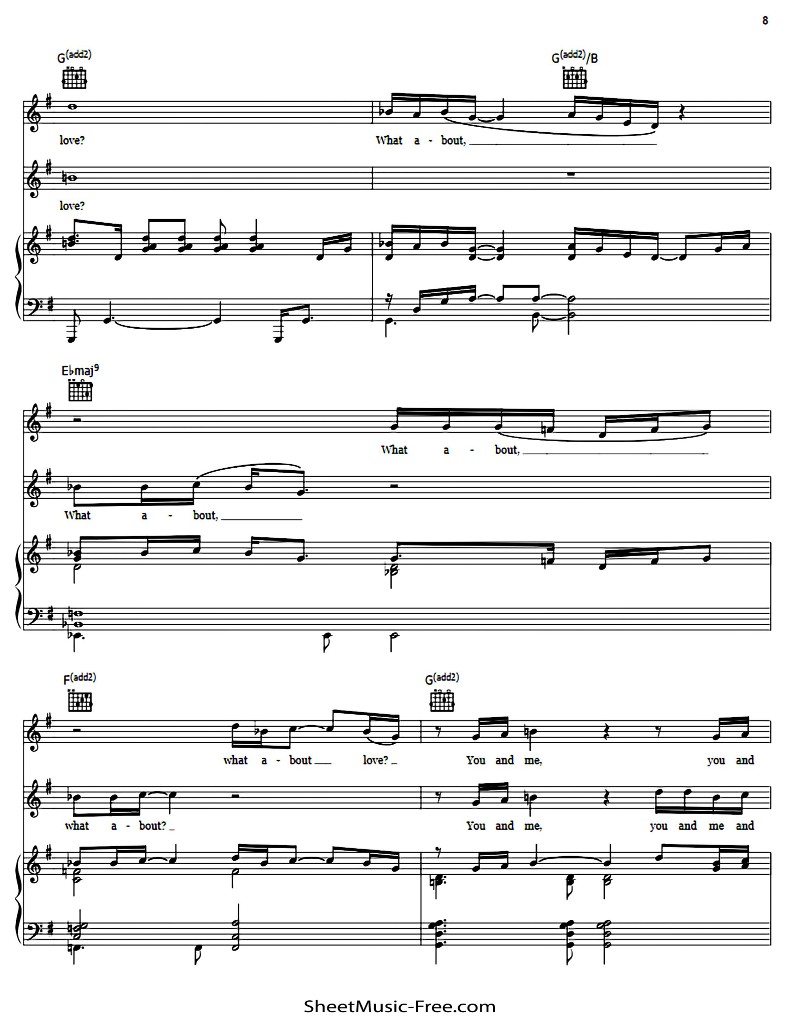 8
G(add2) G(add2)/B
love? What a - bout,
love?
E♭maj9
What a - bout,
What a - bout,
F(add2) G(add2)
what a - bout love? You and me, you and
what a - bout? You and me, you and me and
SheetMusic-Free.com